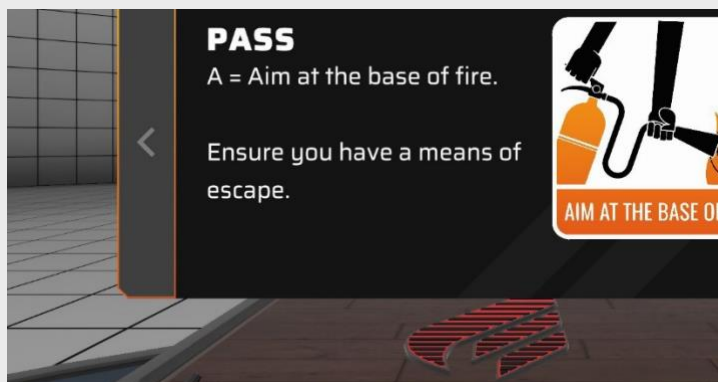 PASS
A = Aim at the base of fire.
Ensure you have a means of
escape.
AIM AT THE BASE